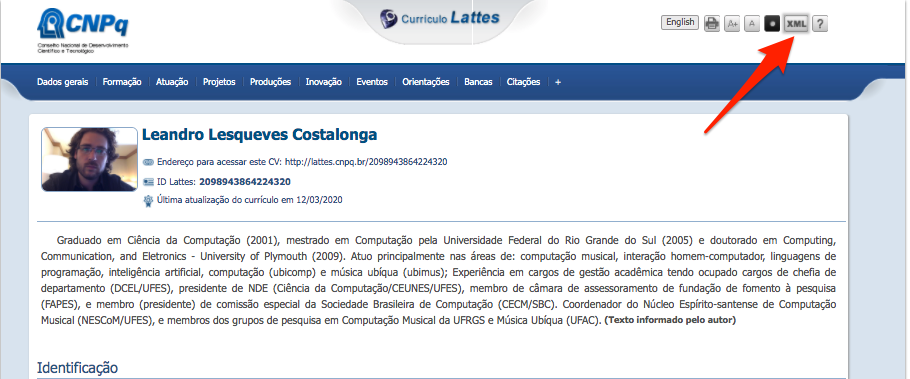 CNPq
Conselho Nacional de Desenvolvimento
Científico e Tecnológico
Currículo Lattes
English A+ A XML ?
Dados gerais Formação Atuação Projetos Produções Inovação Eventos Orientações Bancas Citações +
Leandro Lesqueves Costalonga
Endereço para acessar este CV: http://lattes.cnpq.br/2098943864224320
ID Lattes: 2098943864224320
Última atualização do currículo em 12/03/2020
Graduado em Ciência da Computação (2001), mestrado em Computação pela Universidade Federal do Rio Grande do Sul (2005) e doutorado em Computing,
Communication, and Eletronics - University of Plymouth (2009). Atuo principalmente nas áreas de: computação musical, interação homem-computador, linguagens de
programação, inteligência artificial, computação (ubicomp) e música ubíqua (ubimus); Experiência em cargos de gestão acadêmica tendo ocupado cargos de chefia de
departamento (DCEL/UFES), presidente de NDE (Ciência da Computação/CEUNES/UFES), membro de câmara de assessoramento de fundação de fomento à pesquisa
(FAPES), e membro (presidente) de comissão especial da Sociedade Brasileira de Computação (CECM/SBC). Coordenador do Núcleo Espírito-santense de Computação
Musical (NESCoM/UFES), e membros dos grupos de pesquisa em Computação Musical da UFRGS e Música Ubíqua (UFAC). (Texto informado pelo autor)
Identificação